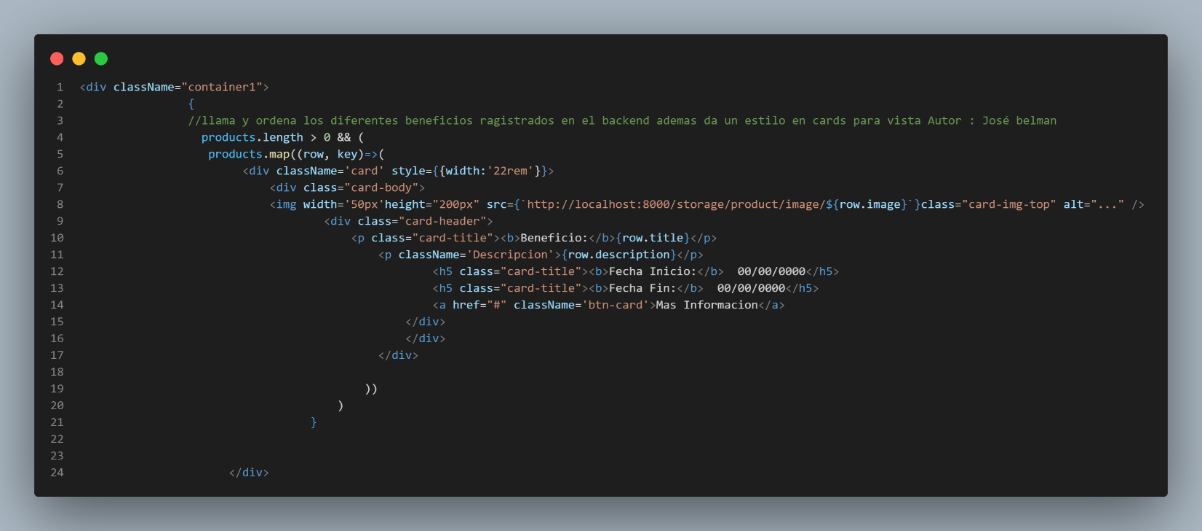 1 <div className="container1">
2 {
3 //llama y ordena los diferentes beneficios ragistrados en el backend ademas da un estilo en cards para vista Autor : José belman
4 products.length > 0 && (
5 products.map((row, key)=>(
6 <div className='card' style={{width:'22rem'}}>
7 <div class="card-body">
8 <img width='50px'height="200px" src={`http://localhost:8000/storage/product/image/${row.image}`}class="card-img-top" alt="..." />
9 <div class="card-header">
10 <p class="card-title"><b>Beneficio:</b>{row.title}</p>
11 <p className='Descripcion'>{row.description}</p>
12 <h5 class="card-title"><b>Fecha Inicio:</b>  00/00/0000</h5>
13 <h5 class="card-title"><b>Fecha Fin:</b>  00/00/0000</h5>
14 <a href="#" className='btn-card'>Mas Informacion</a>
15 </div>
16 </div>
17 </div>
18
19 ))
20 )
21 }
22
23
24 </div>